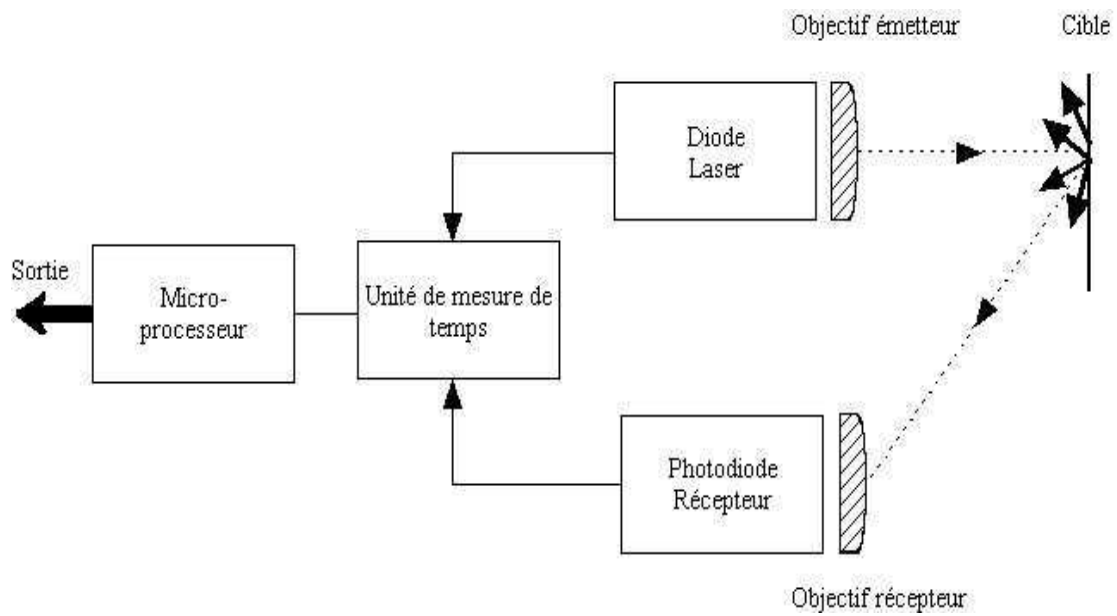 Objectif émetteur
Cible
Diode
Laser
Sortie
Micro-
processeur
Unité de mesure de
temps
Photodiode
Récepteur
Objectif récepteur